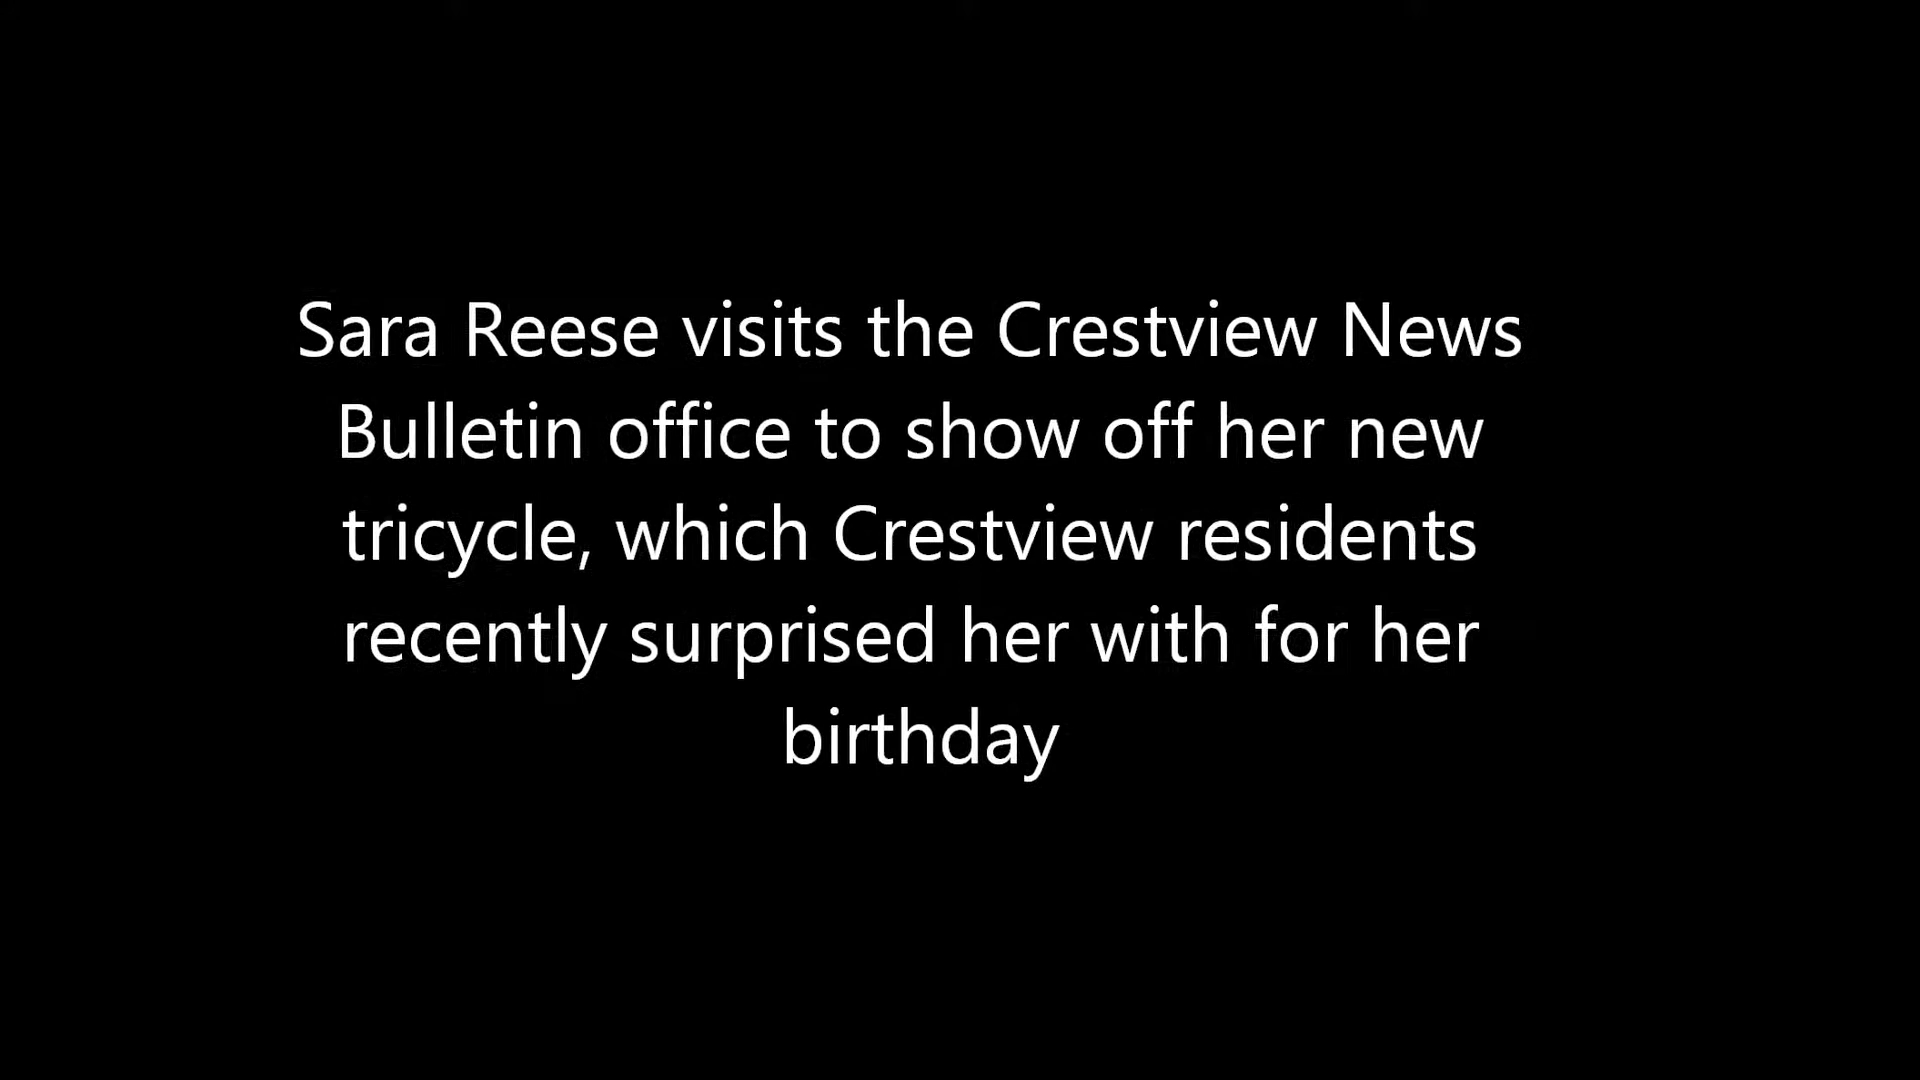 Sara Reese visits the Crestview News
Bulletin office to show off her new
tricycle, which Crestview residents
recently surprised her with for her
birthday